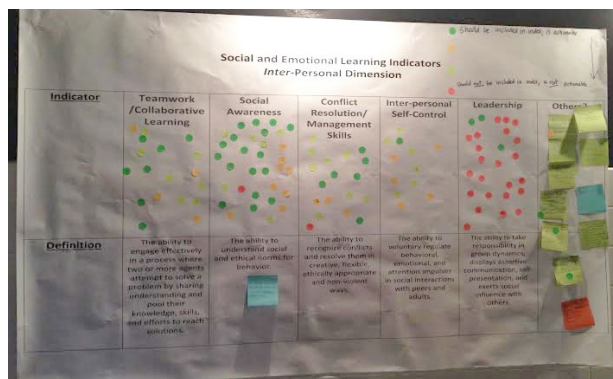 Should be included in index, is actionable
Social and Emotional Learning Indicators
Inter-Personal Dimension
Should not be included in index, is not actionable
Indicator
Teamwork
/Collaborative
Learning
Social
Awareness
Conflict
Resolution/
Management
Skills
Inter-personal
Self-Control
Leadership
Definition
The ability to
engage effectively
in a process where
two or more agents
attempt to solve a
problem by sharing
understanding and
pool their
knowledge, skills,
and efforts to reach
solutions.
The ability to
understand social
and ethical norms for
behavior.
The ability to
recognize conflicts
and resolve them in
creative, flexible,
ethically appropriate
and non-violent
ways.
The ability to
voluntary regulate
behavioral,
emotional, and
attention impulses
in social interactions
with peers and
adults.
The ability to take
responsibility in
group dynamics,
displays assertive
communication, self-
presentation, and
exerts social
influence with
others.